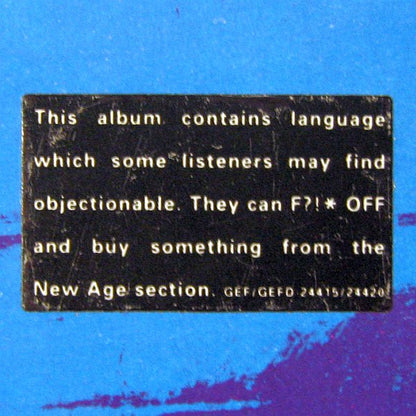 This album contains language
which some listeners may find
objectionable. They can F?!* OFF
and buy something from the
New Age section. GEF/GEFD 24415/24420